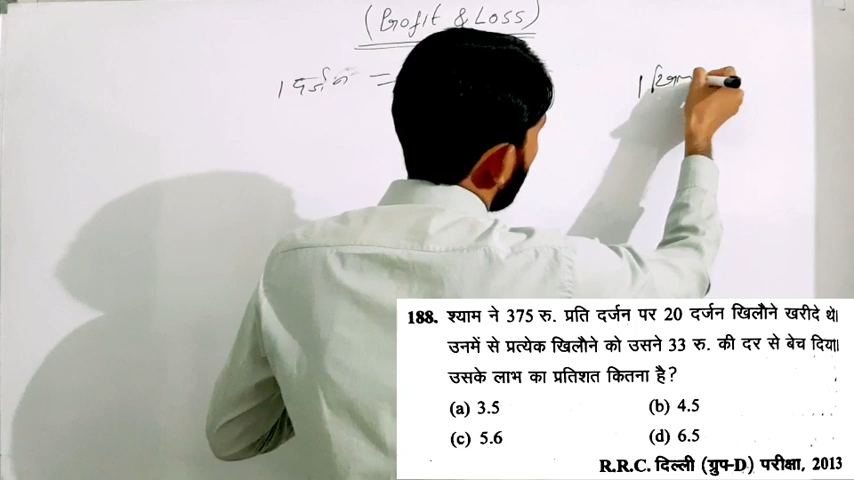 (Profit & Loss)
1 दर्जन =
1
188. श्याम ने 375 रु. प्रति दर्जन पर 20 दर्जन खिलौने खरीदे थे।
उनमें से प्रत्येक खिलौने को उसने 33 रु. की दर से बेच दिया।
उसके लाभ का प्रतिशत कितना है?
(a) 3.5 (b) 4.5
(c) 5.6 (d) 6.5
R.R.C. दिल्ली (ग्रुप-D) परीक्षा, 2013